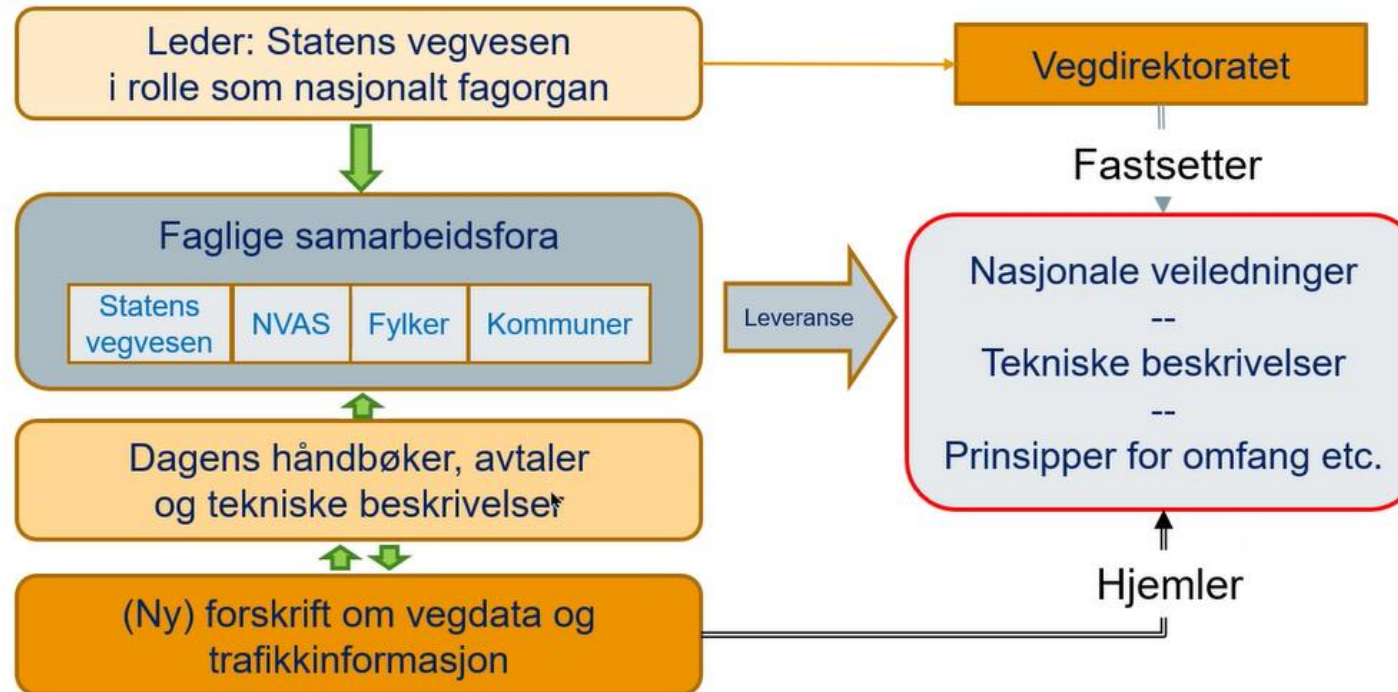 Leder: Statens vegvesen
i rolle som nasjonalt fagorgan
Vegdirektoratet
Fastsetter
Faglige samarbeidsfora
Statens
vegvesen
NVAS
Fylker
Kommuner
Leveranse
Nasjonale veiledninger
--
Tekniske beskrivelser
--
Prinsipper for omfang etc.
Dagens håndbøker, avtaler
og tekniske beskrivelser
Hjemler
(Ny) forskrift om vegdata og
trafikkinformasjon